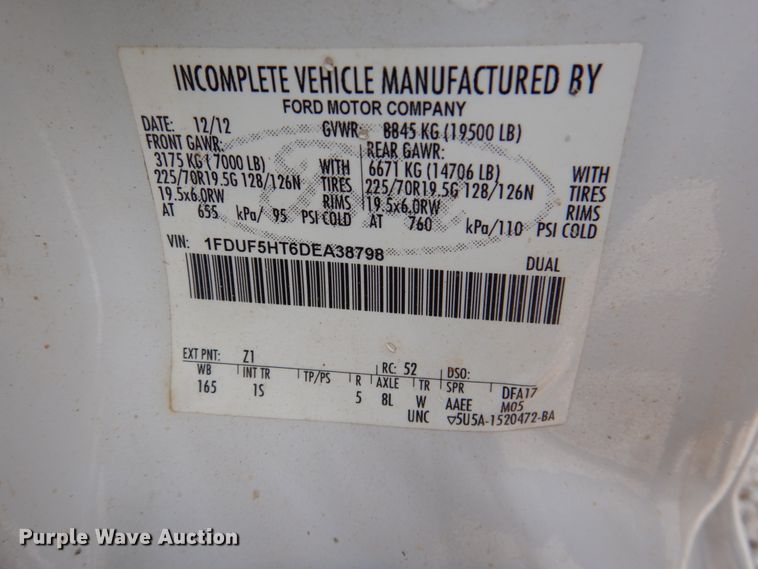 INCOMPLETE VEHICLE MANUFACTURED BY
FORD MOTOR COMPANY
DATE: 12/12 GVWR: 8845 KG (19500 LB)
FRONT GAWR: REAR GAWR:
3175 KG ( 7000 LB) WITH 6671 KG (14706 LB) WITH
225/70R19.5G 128/126N TIRES 225/70R19.5G 128/126N TIRES
19.5x6.0RW RIMS 19.5x6.0RW RIMS
AT 655 kPa/ 95 PSI COLD AT 760 kPa/110 PSI COLD
VIN: 1FDUF5HT6DEA38798
DUAL
EXT PNT: Z1 RC: 52 DSO:
WB INT TR TP/PS R AXLE TR SPR DFA17
165 1S 5 8L W AAEE M05
UNC ▽5U5A-1520472-BA
Purple Wave Auction